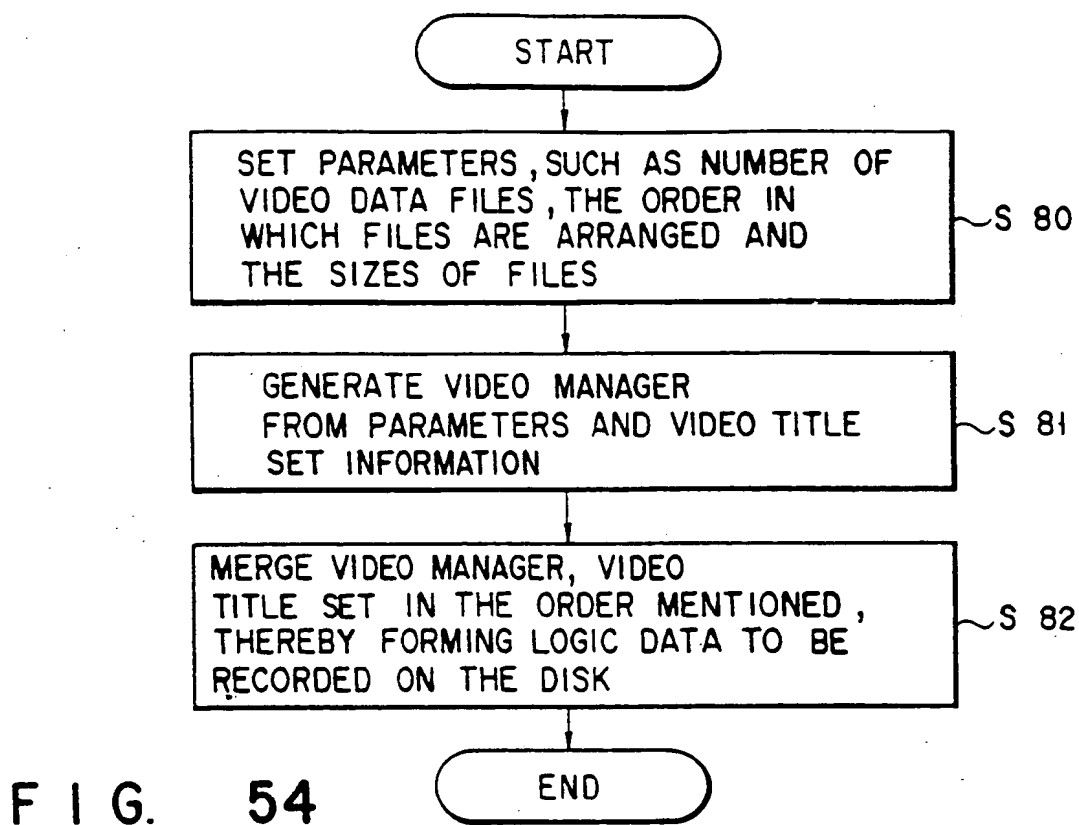 START
SET PARAMETERS, SUCH AS NUMBER OF
VIDEO DATA FILES, THE ORDER IN
WHICH FILES ARE ARRANGED AND
THE SIZES OF FILES
S 80
GENERATE VIDEO MANAGER
FROM PARAMETERS AND VIDEO TITLE
SET INFORMATION
S 81
MERGE VIDEO MANAGER, VIDEO
TITLE SET IN THE ORDER MENTIONED,
THEREBY FORMING LOGIC DATA TO BE
RECORDED ON THE DISK
S 82
END
FIG. 54